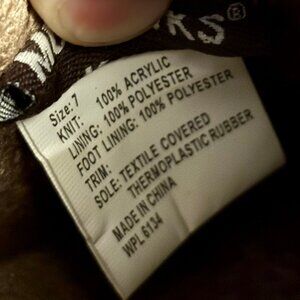 Size: 7
KNIT: 100% ACRYLIC
LINING: 100% POLYESTER
FOOT LINING: 100% POLYESTER
TRIM:
SOLE: TEXTILE COVERED
THERMOPLASTIC RUBBER
MADE IN CHINA
WPL 6134